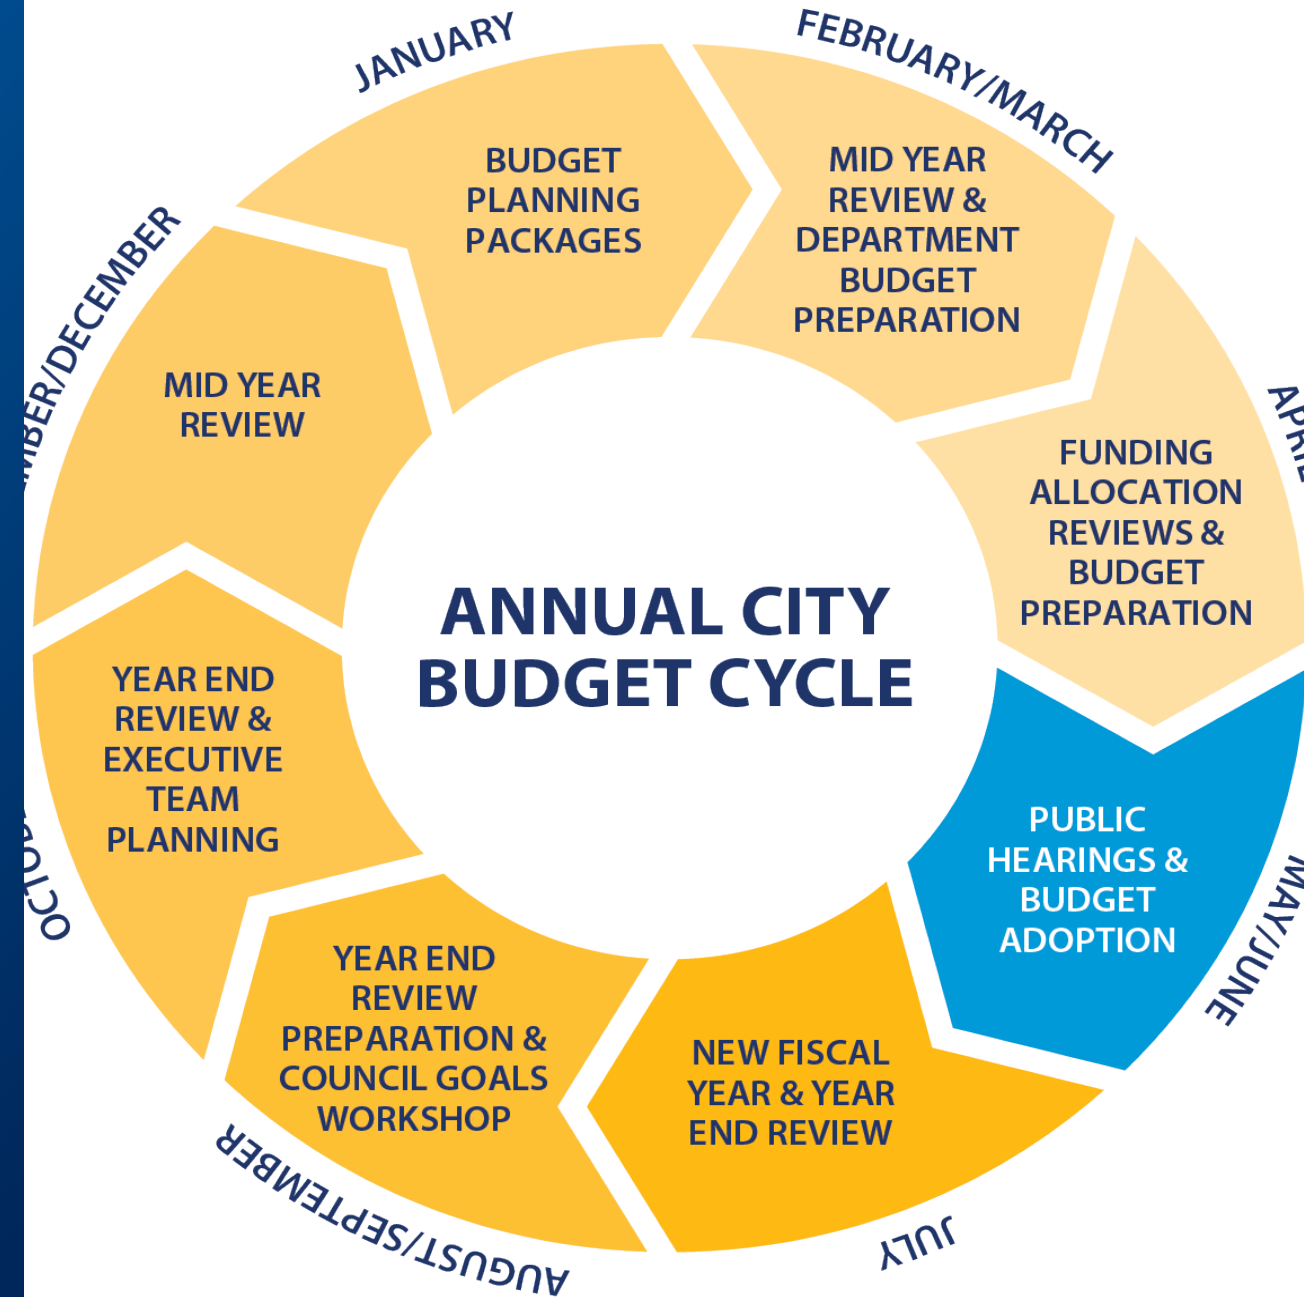 JANUARY
FEBRUARY/MARCH
BUDGET
PLANNING
PACKAGES
MID YEAR
REVIEW &
DEPARTMENT
BUDGET
PREPARATION
APRIL
FUNDING
ALLOCATION
REVIEWS &
BUDGET
PREPARATION
MAY/JUNE
PUBLIC
HEARINGS &
BUDGET
ADOPTION
JULY
NEW FISCAL
YEAR & YEAR
END REVIEW
AUGUST/SEPTEMBER
YEAR END
REVIEW
PREPARATION &
COUNCIL GOALS
WORKSHOP
YEAR END
REVIEW &
EXECUTIVE
TEAM
PLANNING
/DECEMBER
MID YEAR
REVIEW
ANNUAL CITY
BUDGET CYCLE